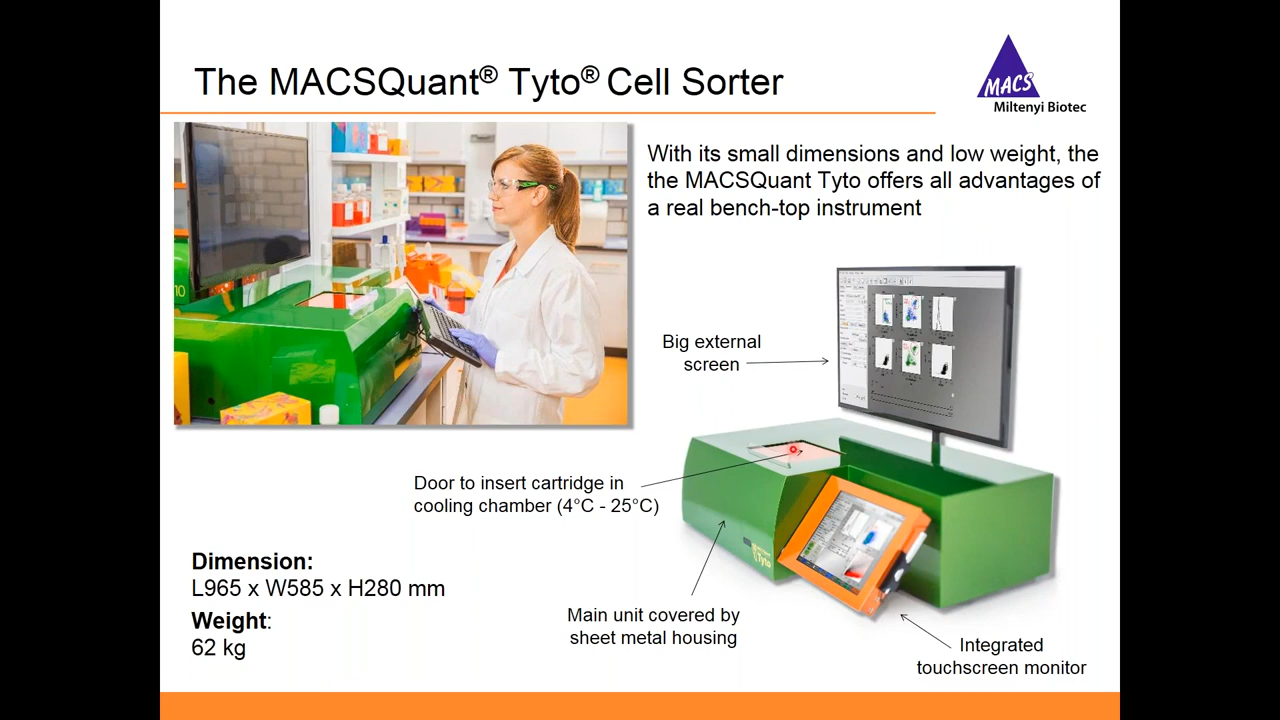 The MACSQuant® Tyto® Cell Sorter
MACS
Miltenyi Biotec
With its small dimensions and low weight, the
the MACSQuant Tyto offers all advantages of
a real bench-top instrument
10
Big external
screen
Door to insert cartridge in
cooling chamber (4°C - 25°C)
Tyto
Dimension:
L965 x W585 x H280 mm
Weight:
62 kg
Main unit covered by
sheet metal housing
Integrated
touchscreen monitor